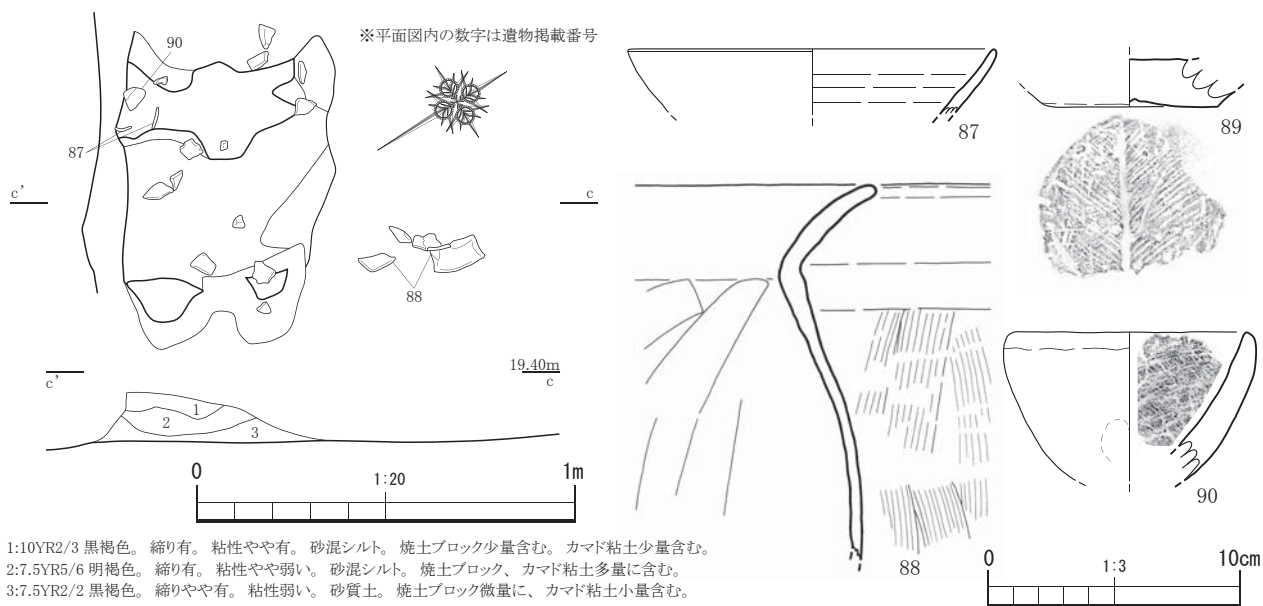 ※平面図内の数字は遺物掲載番号
90
87
c’
c
88
c’
19.40m
c
1
2
3
0
1:20
1m
1:10YR2/3 黒褐色。 締り有。 粘性やや有。 砂混シルト。 焼土ブロック少量含む。 カマド粘土少量含む。
2:7.5YR5/6 明褐色。 締り有。 粘性やや弱い。 砂混シルト。 焼土ブロック、 カマド粘土多量に含む。
3:7.5YR2/2 黒褐色。 締りやや有。 粘性弱い。 砂質土。 焼土ブロック微量に、 カマド粘土小量含む。
87
89
88
90
0
1:3
10cm